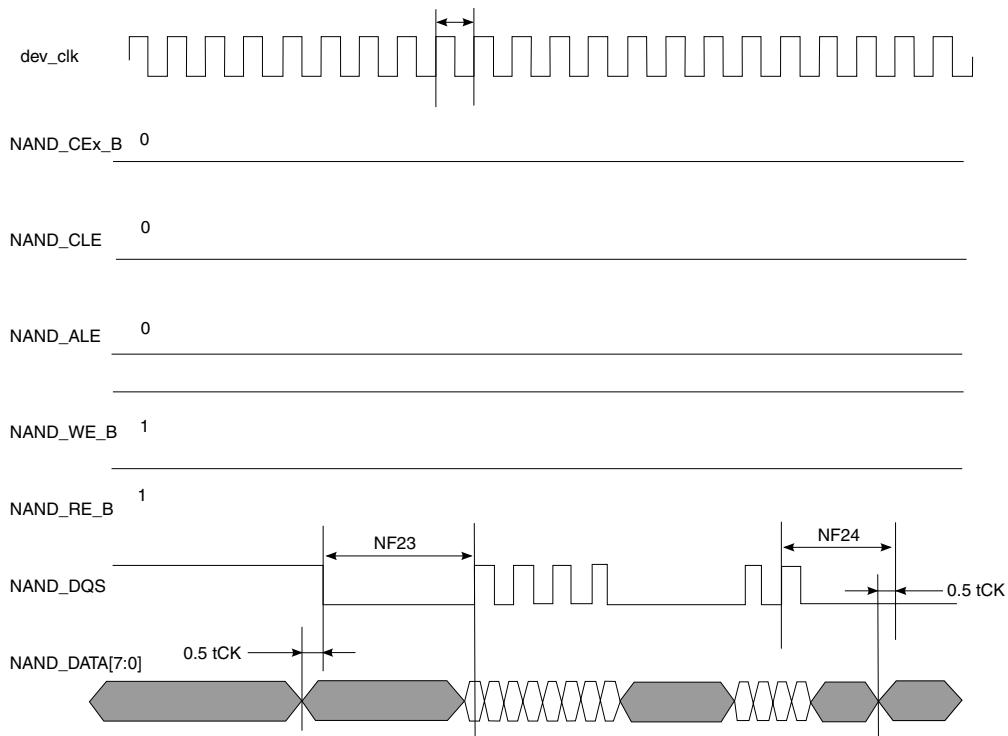 dev_clk
NAND_CEx_B 0
NAND_CLE 0
NAND_ALE 0
NAND_WE_B 1
NAND_RE_B 1
NF23
NF24
NAND_DQS
0.5 tCK
NAND_DATA[7:0]
0.5 tCK